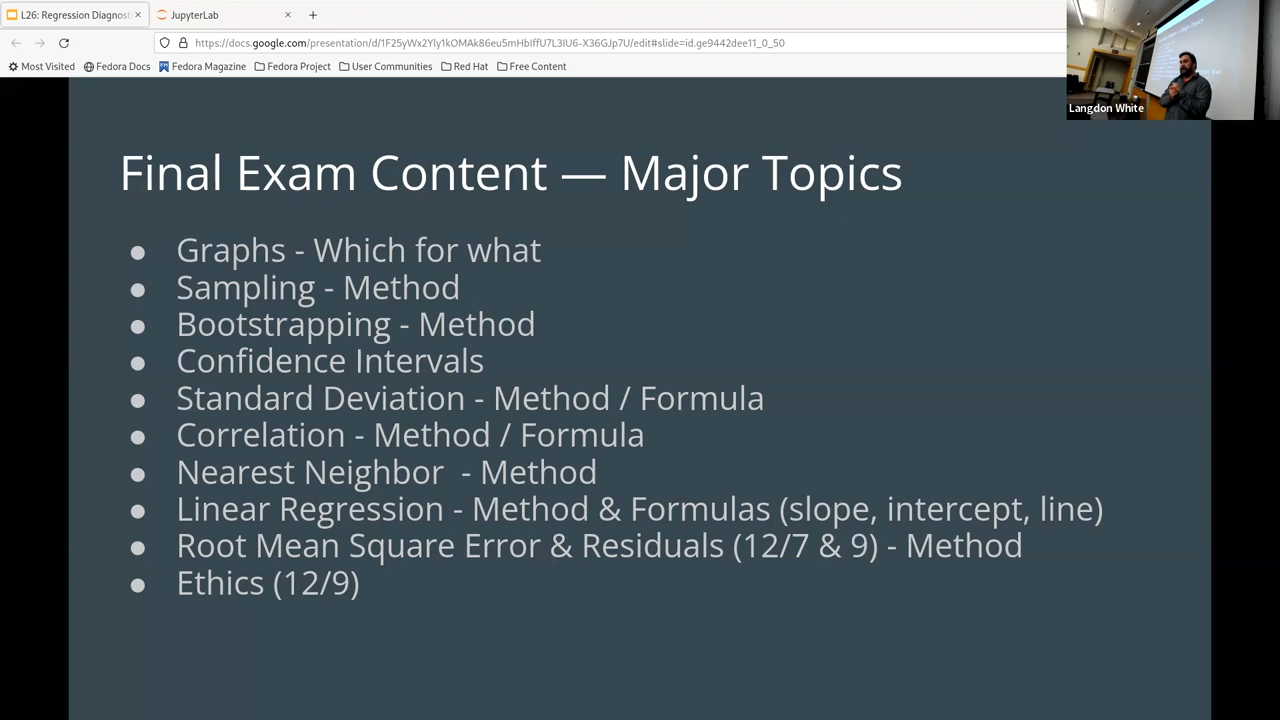 L26: Regression Diagnost
JupyterLab
https://docs.google.com/presentation/d/1F25yWx2Yly1kOMAk86eu5mHbIffU7L3IU6-X36GJp7U/edit#slide=id.ge9442dee11_0_50
Most Visited Fedora Docs Fedora Magazine Fedora Project User Communities Red Hat Free Content
Langdon White
Final Exam Content — Major Topics
● Graphs - Which for what
● Sampling - Method
● Bootstrapping - Method
● Confidence Intervals
● Standard Deviation - Method / Formula
● Correlation - Method / Formula
● Nearest Neighbor - Method
● Linear Regression - Method & Formulas (slope, intercept, line)
● Root Mean Square Error & Residuals (12/7 & 9) - Method
● Ethics (12/9)